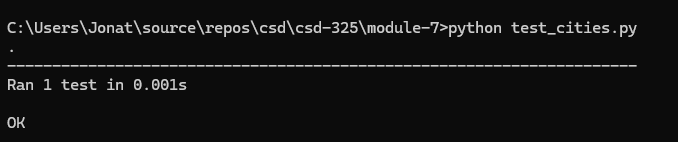 C:\Users\Jonat\source\repos\csd\csd-325\module-7>python test_cities.py
.
----------------------------------------------------------------------
Ran 1 test in 0.001s
OK